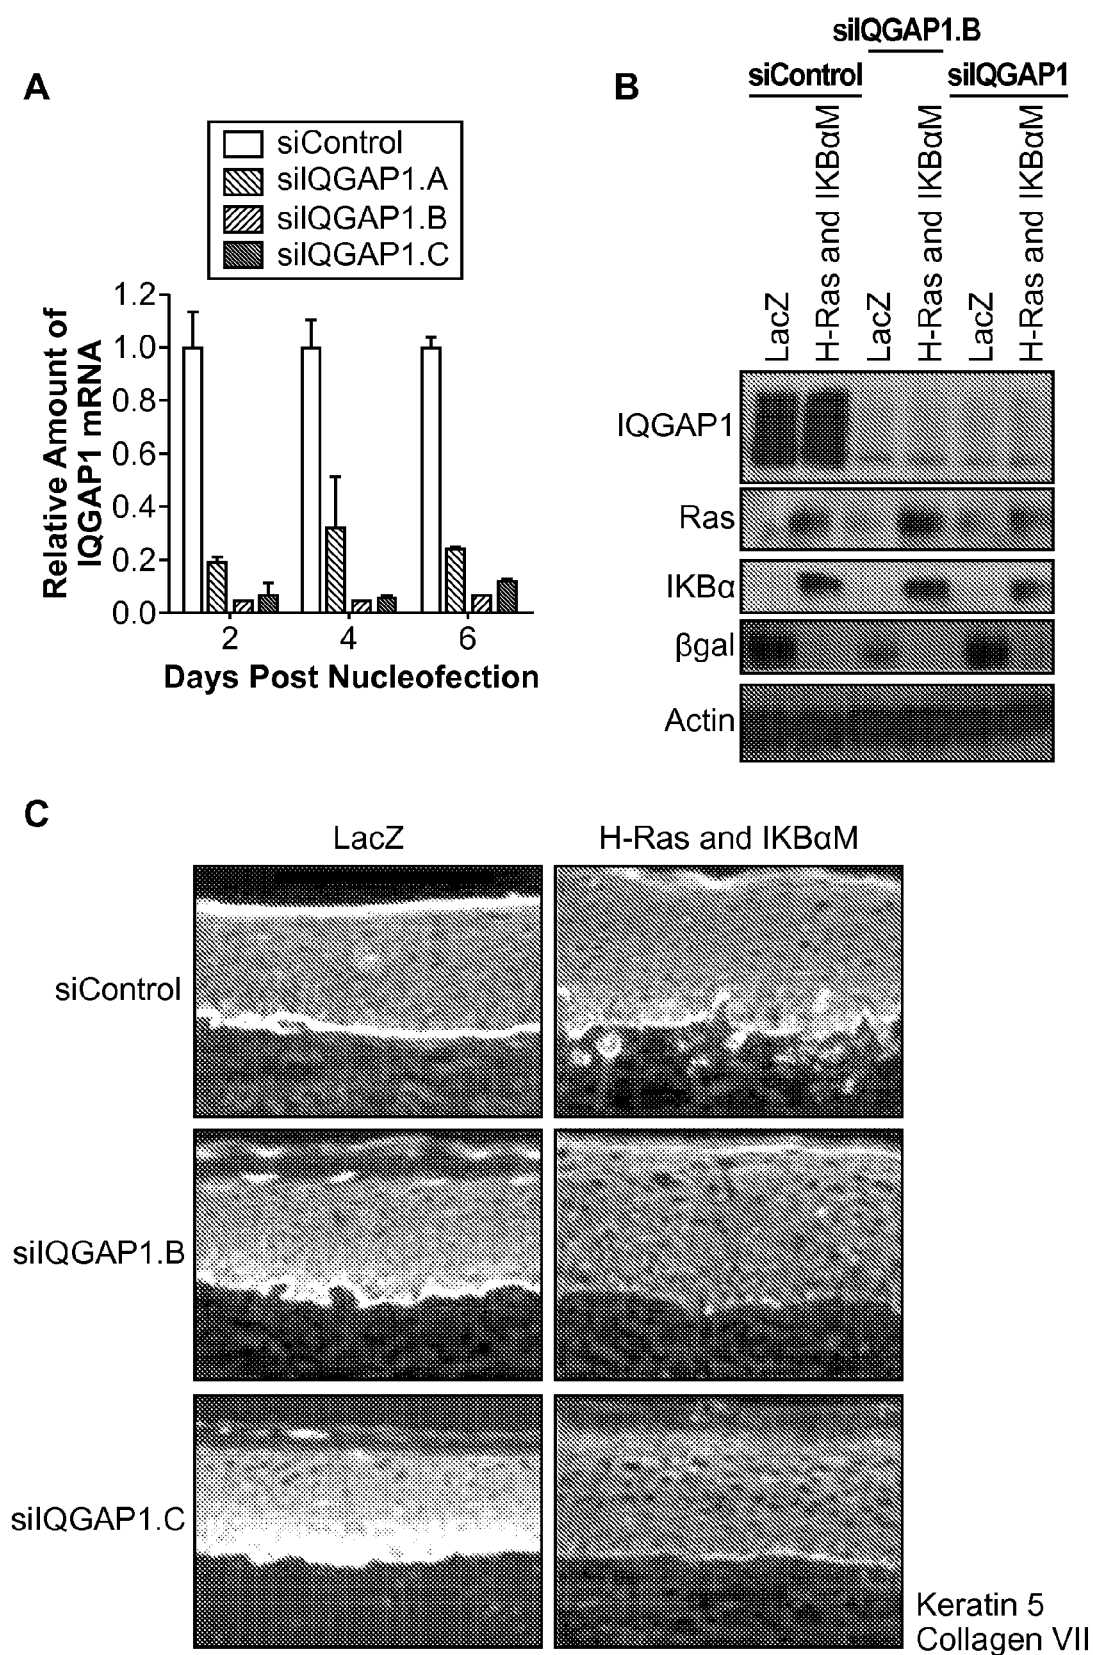 A
siControl
siIQGAP1.A
siIQGAP1.B
siIQGAP1.C
Relative Amount of
IQGAP1 mRNA
1.2
1.0
0.8
0.6
0.4
0.2
0.0
2 4 6
Days Post Nucleofection
B
siIQGAP1.B
siControl siIQGAP1
LacZ
H-Ras and IKBαM
LacZ
H-Ras and IKBαM
LacZ
H-Ras and IKBαM
IQGAP1
Ras
IKBα
βgal
Actin
C
LacZ H-Ras and IKBαM
siControl
siIQGAP1.B
siIQGAP1.C
Keratin 5
Collagen VII